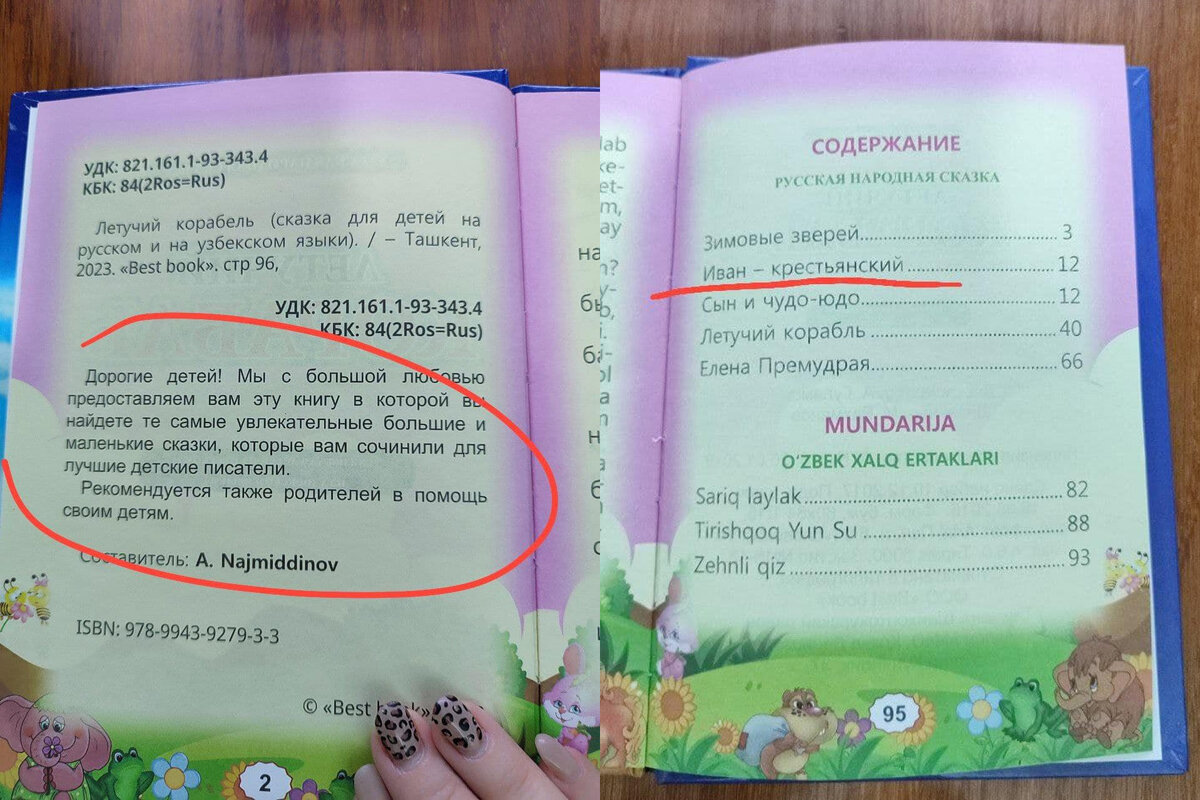 УДК: 821.161.1-93-343.4
КБК: 84(2Ros=Rus)
Летучий корабель (сказка для детей на
русском и на узбекском языки). / – Ташкент,
2023. «Best book». стр 96,
УДК: 821.161.1-93-343.4
КБК: 84(2Ros=Rus)
Дорогие детей! Мы с большой любовью
предоставляем вам эту книгу в которой вы
найдете те самые увлекательные большие и
маленькие сказки, которые вам сочинили для
лучшие детские писатели.
Рекомендуется также родителей в помощь
своим детям.
Составитель: A. Najmiddinov
ISBN: 978-9943-9279-3-3
© «Best book»
2
СОДЕРЖАНИЕ
РУССКАЯ НАРОДНАЯ СКАЗКА
Зимовые зверей 3
Иван – крестьянский 12
Сын и чудо-юдо 12
Летучий корабль 40
Елена Премудрая 66
MUNDARIJA
O‘ZBEK XALQ ERTAKLARI
Sariq laylak 82
Tirishqoq Yun Su 88
Zehnli qiz 93
95